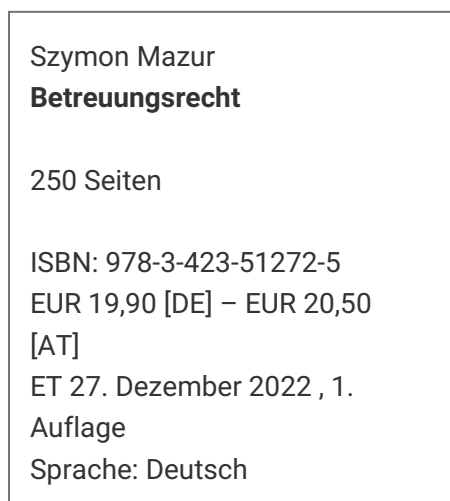 Szymon Mazur
Betreuungsrecht
250 Seiten
ISBN: 978-3-423-51272-5
EUR 19,90 [DE] – EUR 20,50
[AT]
ET 27. Dezember 2022 , 1.
Auflage
Sprache: Deutsch